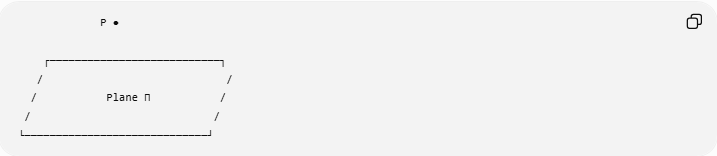 P •
Plane Π